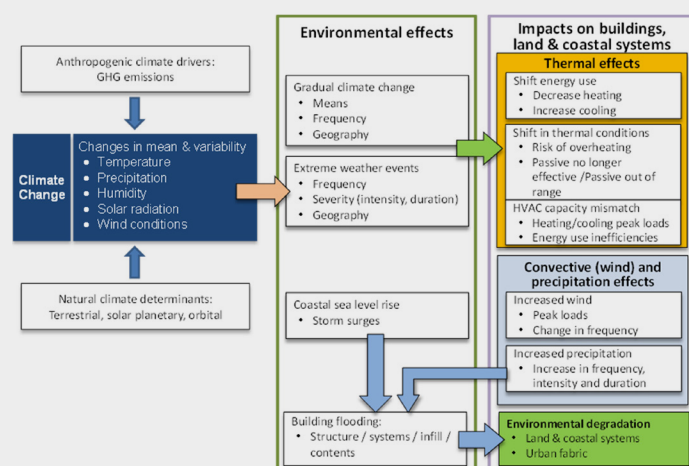 Anthropogenic climate drivers:
GHG emissions
Climate
Change
Changes in mean & variability
• Temperature
• Precipitation
• Humidity
• Solar radiation
• Wind conditions
Natural climate determinants:
Terrestrial, solar planetary, orbital
Environmental effects
Gradual climate change
• Means
• Frequency
• Geography
Extreme weather events
• Frequency
• Severity (intensity, duration)
• Geography
Coastal sea level rise
• Storm surges
Building flooding:
• Structure / systems / infill /
contents
Impacts on buildings,
land & coastal systems
Thermal effects
Shift energy use
• Decrease heating
• Increase cooling
Shift in thermal conditions
• Risk of overheating
• Passive no longer
effective /Passive out of
range
HVAC capacity mismatch
• Heating/cooling peak loads
• Energy use inefficiencies
Convective (wind) and
precipitation effects
Increased wind
• Peak loads
• Change in frequency
Increased precipitation
• Increase in frequency,
intensity and duration
Environmental degradation
• Land & coastal systems
• Urban fabric